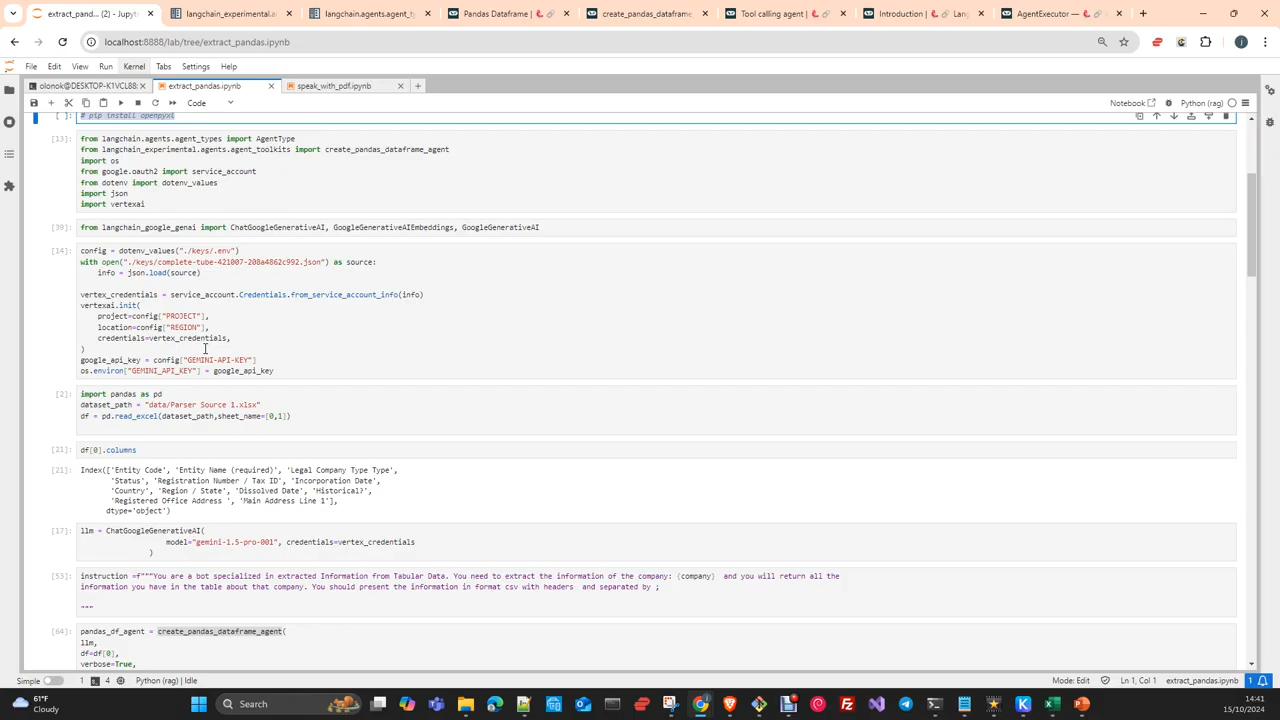 extract_pand... (2) - Jupyt
langchain_experimental.a
langchain.agents.agent_t
Pandas Dataframe |
create_pandas_dataframe
Tool calling agent |
Introduction | Lan
AgentExecutor —
localhost:8888/lab/tree/extract_pandas.ipynb
File Edit View Run Kernel Tabs Settings Help
olonok@DESKTOP-K1VCL88:
extract_pandas.ipynb
speak_with_pdf.ipynb
Code
Notebook
Python (rag)
[ ]: # pip install openpyxl
[13]: from langchain.agents.agent_types import AgentType
from langchain_experimental.agents.agent_toolkits import create_pandas_dataframe_agent
import os
from google.oauth2 import service_account
from dotenv import dotenv_values
import json
import vertexai
[39]: from langchain_google_genai import ChatGoogleGenerativeAI, GoogleGenerativeAIEmbeddings, GoogleGenerativeAI
[14]: config = dotenv_values("./keys/.env")
with open("./keys/complete-tube-421007-208a4862c992.json") as source:
info = json.load(source)
vertex_credentials = service_account.Credentials.from_service_account_info(info)
vertexai.init(
project=config["PROJECT"],
location=config["REGION"],
credentials=vertex_credentials,
)
google_api_key = config["GEMINI-API-KEY"]
os.environ["GEMINI_API_KEY"] = google_api_key
[2]: import pandas as pd
dataset_path = "data/Parser Source 1.xlsx"
df = pd.read_excel(dataset_path,sheet_name=[0,1])
[21]: df[0].columns
[21]: Index(['Entity Code', 'Entity Name (required)', 'Legal Company Type Type',
'Status', 'Registration Number / Tax ID', 'Incorporation Date',
'Country', 'Region / State', 'Dissolved Date', 'Historical?',
'Registered Office Address ', 'Main Address Line 1'],
dtype='object')
[17]: llm = ChatGoogleGenerativeAI(
model="gemini-1.5-pro-001", credentials=vertex_credentials
)
[53]: instruction =f"""You are a bot specialized in extracted Information from Tabular Data. You need to extract the information of the company: {company} and you will return all the
information you have in the table about that company. You should present the information in format csv with headers and separated by ;
"""
[64]: pandas_df_agent = create_pandas_dataframe_agent(
llm,
df=df[0],
verbose=True,
Simple
1
4
Python (rag) | Idle
Mode: Edit
Ln 1, Col 1
extract_pandas.ipynb
1
61°F
Cloudy
Search
14:41
15/10/2024